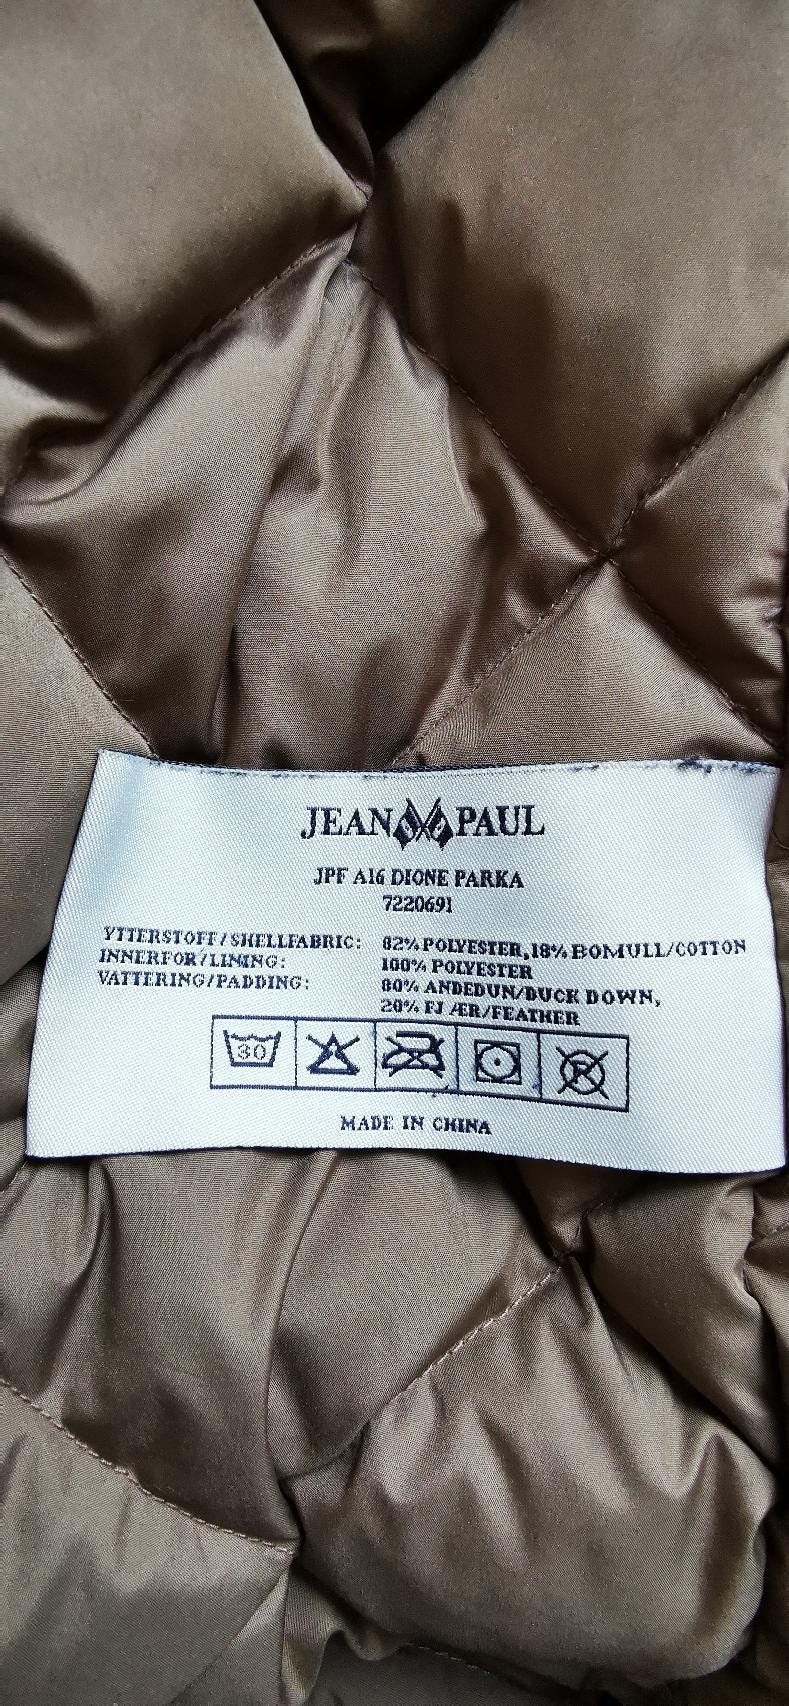 JEAN PAUL
JPF A16 DIONE PARKA
7220691
YTTERSTOFF/SHELLFABRIC: 82% POLYESTER, 18% BOMULL/COTTON
INNERFOR/LINING: 100% POLYESTER
VATTERING/PADDING: 80% ANDEDUN/DUCK DOWN,
20% FJÆR/FEATHER
30
MADE IN CHINA